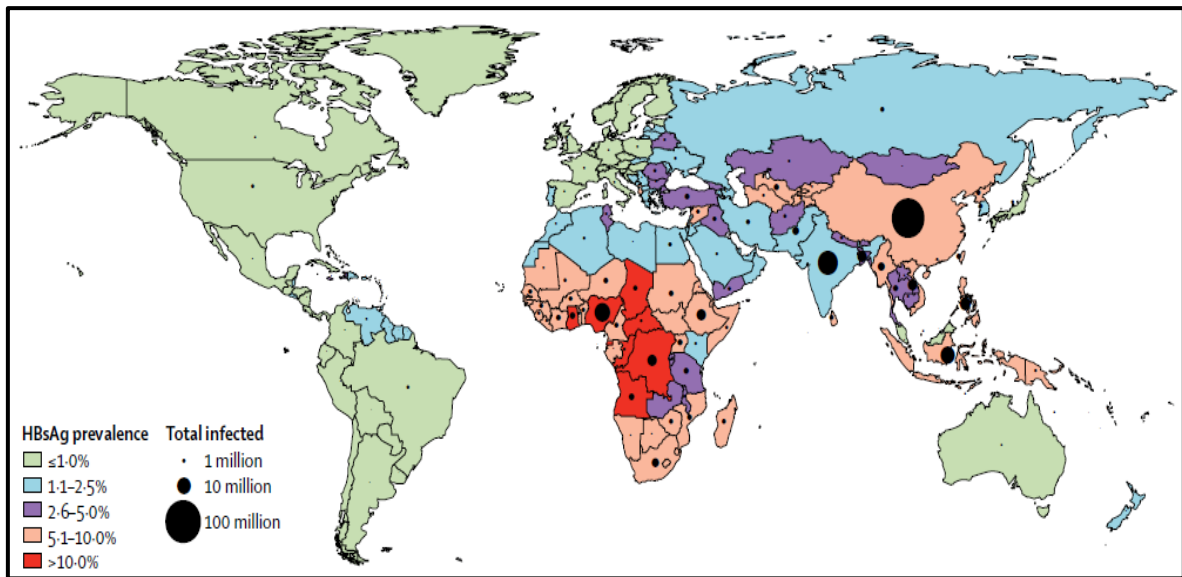 HBsAg prevalence
≤1·0%
1·1–2·5%
2·6–5·0%
5·1–10·0%
>10·0%
Total infected
1 million
10 million
100 million